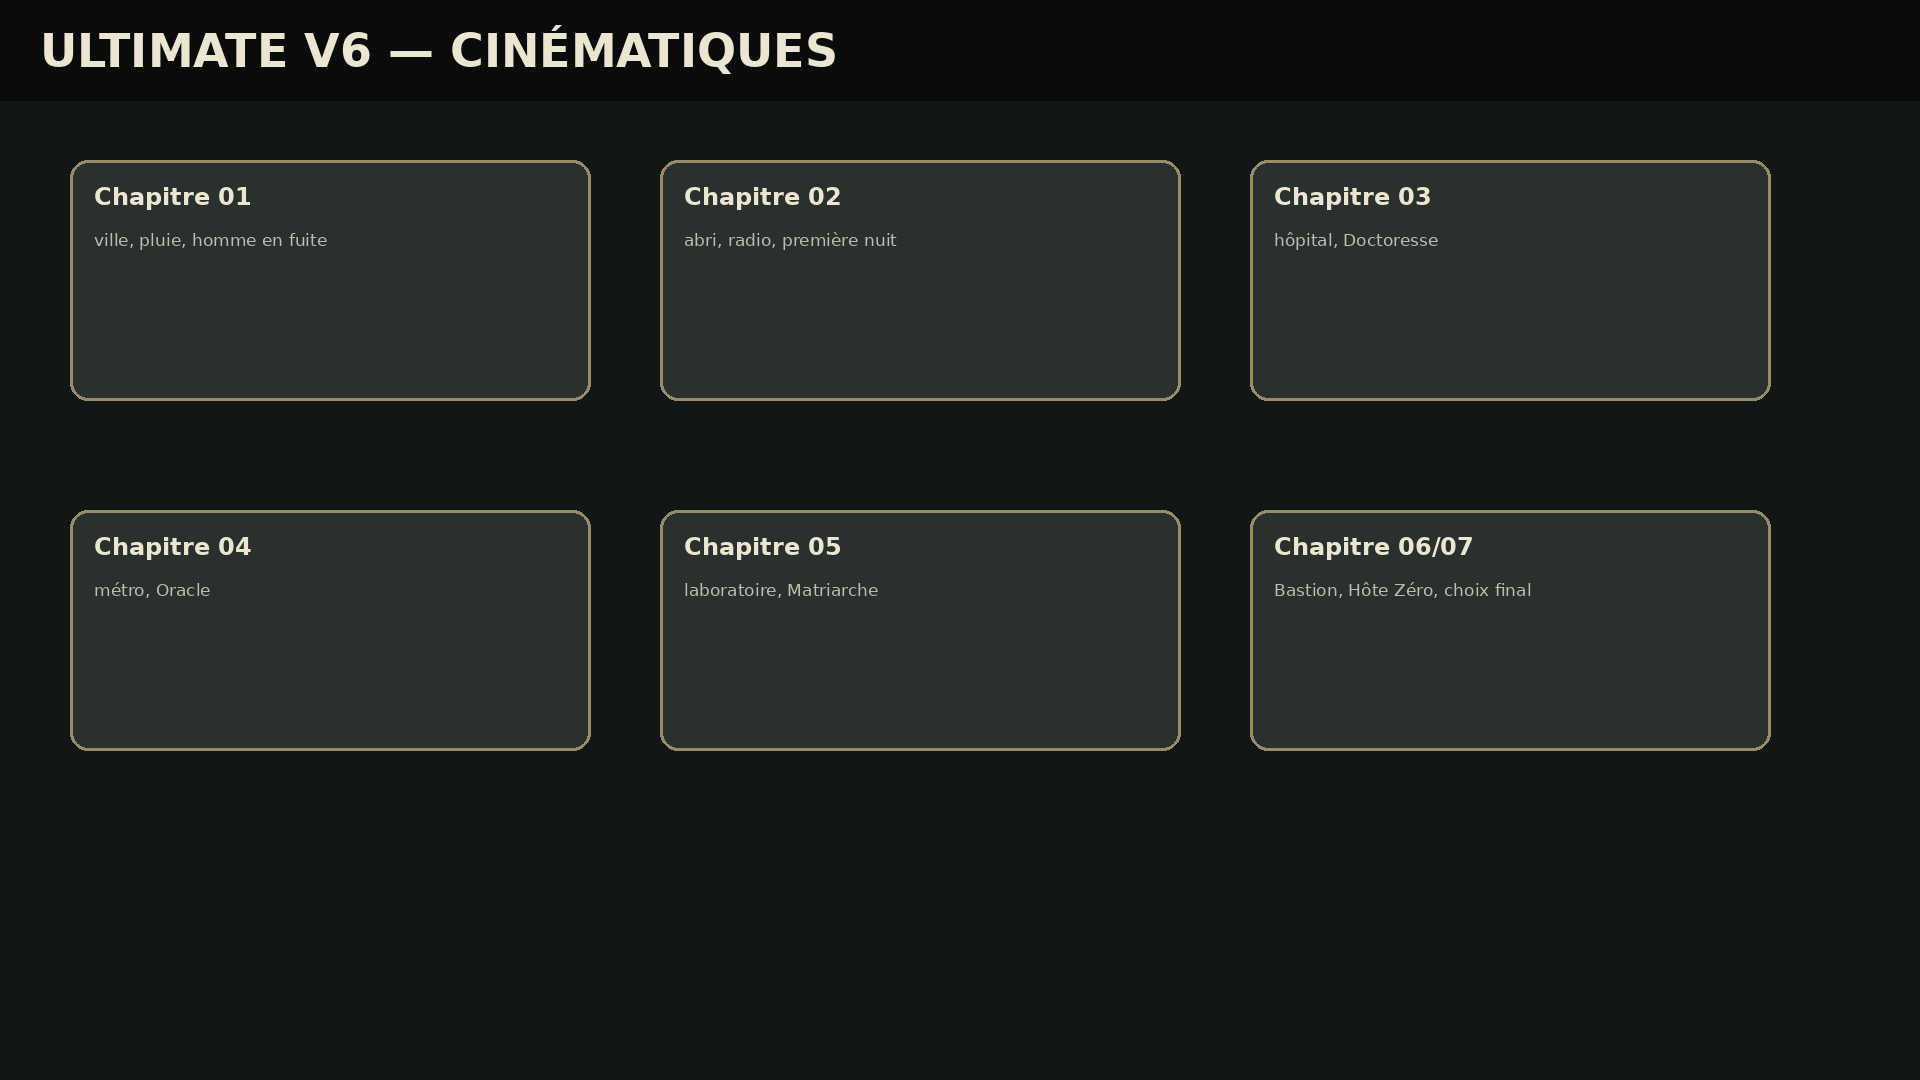 ULTIMATE V6 — CINÉMATIQUES
Chapitre 01
ville, pluie, homme en fuite
Chapitre 02
abri, radio, première nuit
Chapitre 03
hôpital, Doctoresse
Chapitre 04
métro, Oracle
Chapitre 05
laboratoire, Matriarche
Chapitre 06/07
Bastion, Hôte Zéro, choix final